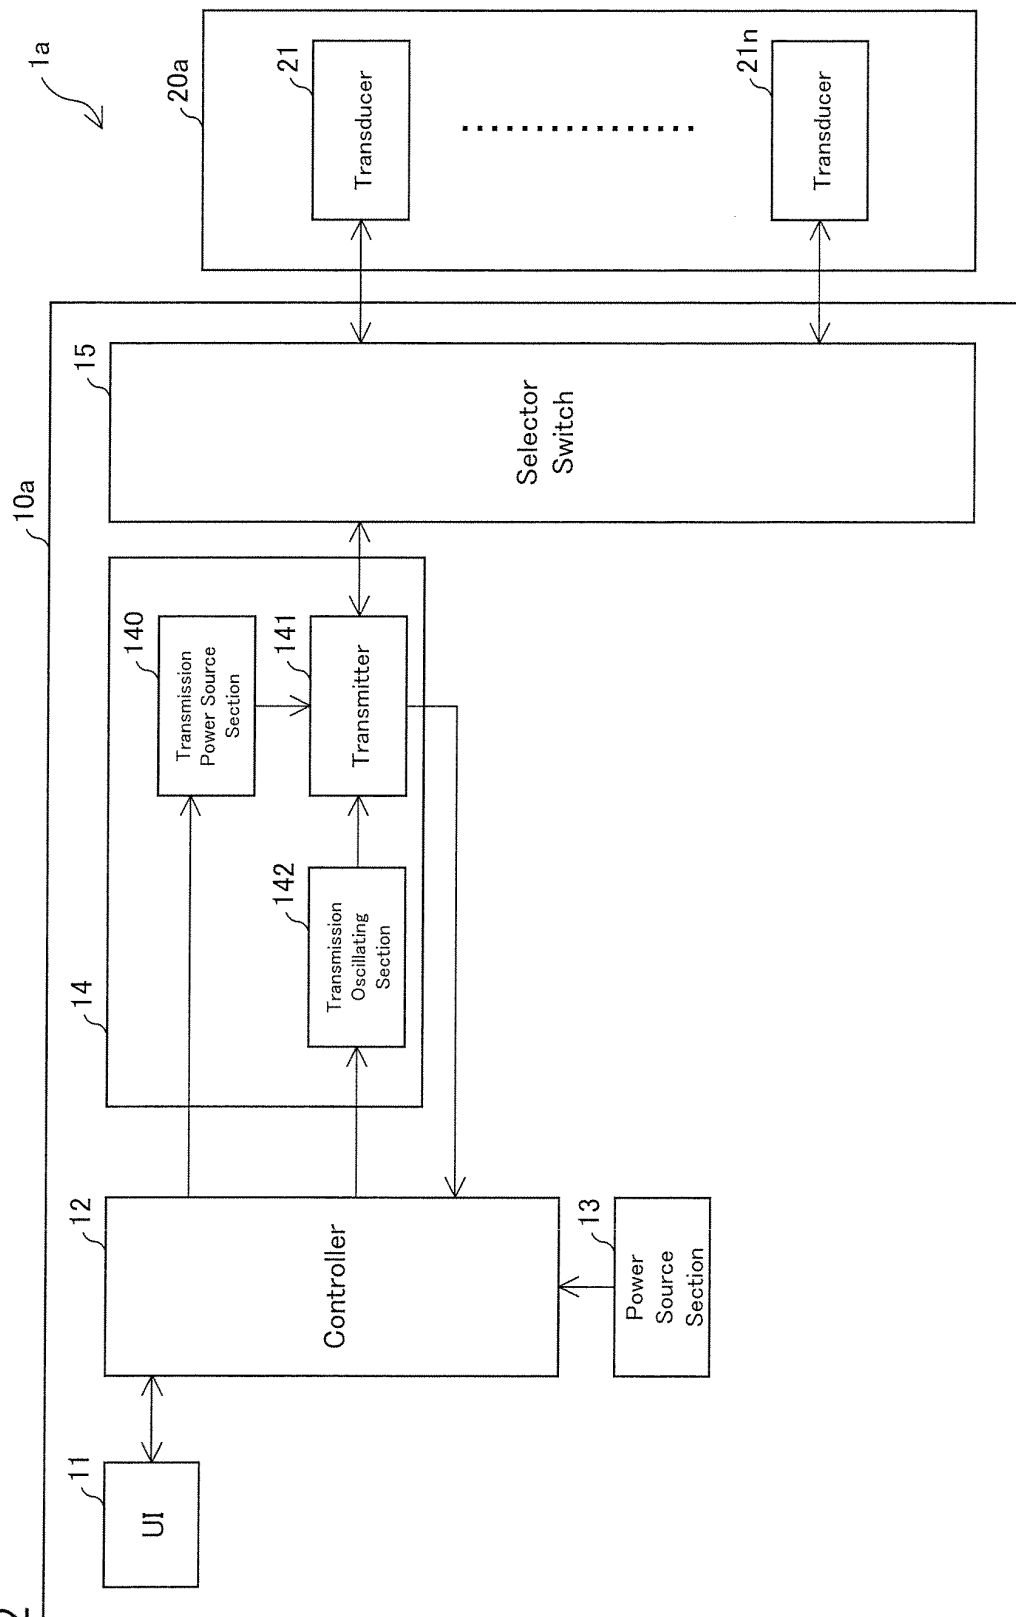 1a
20a
21
Transducer
21n
Transducer
10a
15
Selector
Switch
14
140
Transmission
Power Source
Section
141
Transmitter
142
Transmission
Oscillating
Section
12
Controller
13
Power
Source
Section
11
UI